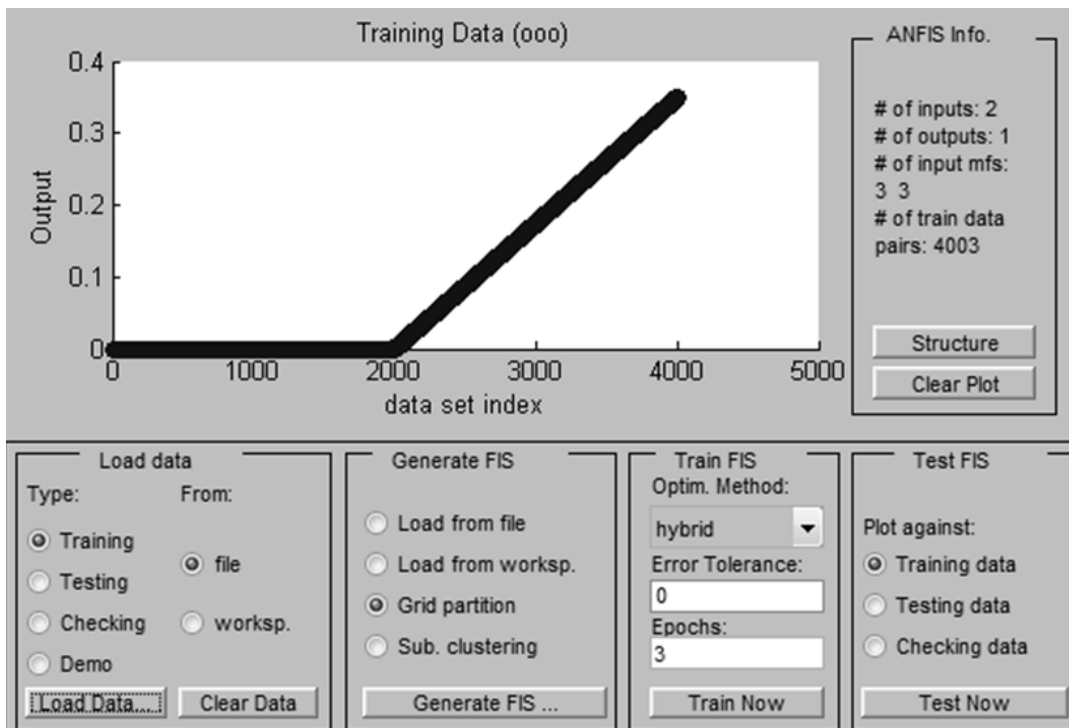 Training Data (ooo)
0.4
0.3
0.2
0.1
0
Output
0
1000
2000
3000
4000
5000
data set index
ANFIS Info.
# of inputs: 2
# of outputs: 1
# of input mfs:
3 3
# of train data
pairs: 4003
Structure
Clear Plot
Load data
Type:
From:
Training
Testing
Checking
Demo
file
worksp.
Load Data...
Clear Data
Generate FIS
Load from file
Load from worksp.
Grid partition
Sub. clustering
Generate FIS ...
Train FIS
Optim. Method:
hybrid
Error Tolerance:
0
Epochs:
3
Train Now
Test FIS
Plot against:
Training data
Testing data
Checking data
Test Now